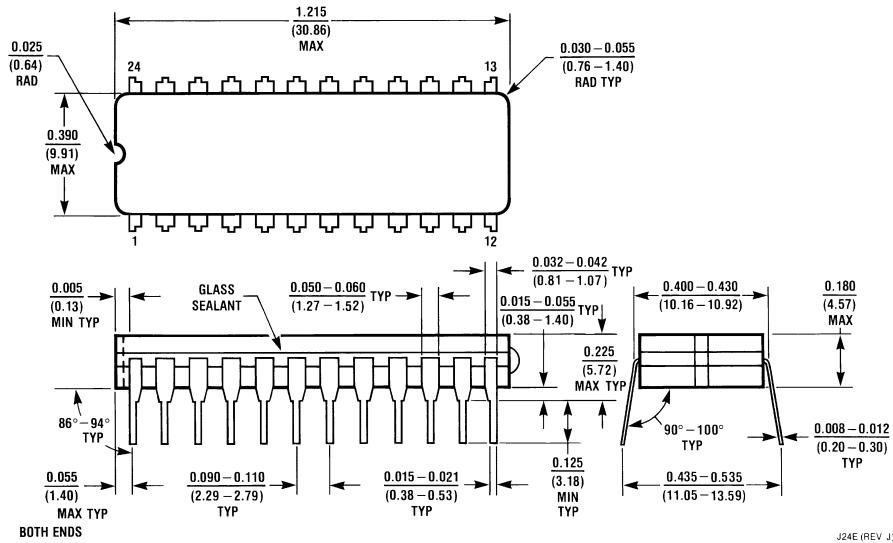 1.215
(30.86)
MAX
0.025
(0.64)
RAD
24
13
0.030 – 0.055
(0.76 – 1.40)
RAD TYP
0.390
(9.91)
MAX
1
12
0.005
(0.13)
MIN TYP
GLASS
SEALANT
0.050 – 0.060
(1.27 – 1.52)
TYP
0.032 – 0.042
(0.81 – 1.07)
TYP
0.015 – 0.055
(0.38 – 1.40)
TYP
0.400 – 0.430
(10.16 – 10.92)
0.180
(4.57)
MAX
0.225
(5.72)
MAX TYP
86°– 94°
TYP
90°– 100°
TYP
0.008 – 0.012
(0.20 – 0.30)
TYP
0.055
(1.40)
MAX TYP
BOTH ENDS
0.090 – 0.110
(2.29 – 2.79)
TYP
0.015 – 0.021
(0.38 – 0.53)
TYP
0.125
(3.18)
MIN
TYP
0.435 – 0.535
(11.05 – 13.59)
J24E (REV J)